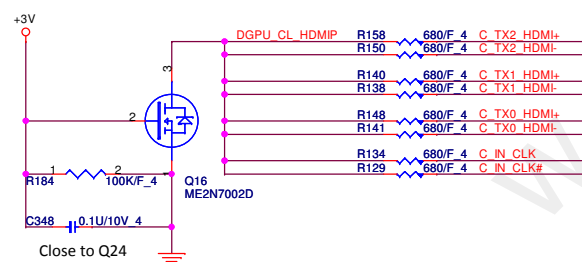 +3V
DGPU_CL_HDMIP
R158 680/F_4 C_TX2_HDMI+
R150 680/F_4 C_TX2_HDMI-
3
R140 680/F_4 C_TX1_HDMI+
R138 680/F_4 C_TX1_HDMI-
2
R148 680/F_4 C_TX0_HDMI+
R141 680/F_4 C_TX0_HDMI-
R134 680/F_4 C_IN_CLK
R129 680/F_4 C_IN_CLK#
1 2 1
R184 100K/F_4
Q16
ME2N7002D
C348 0.1U/10V_4
Close to Q24